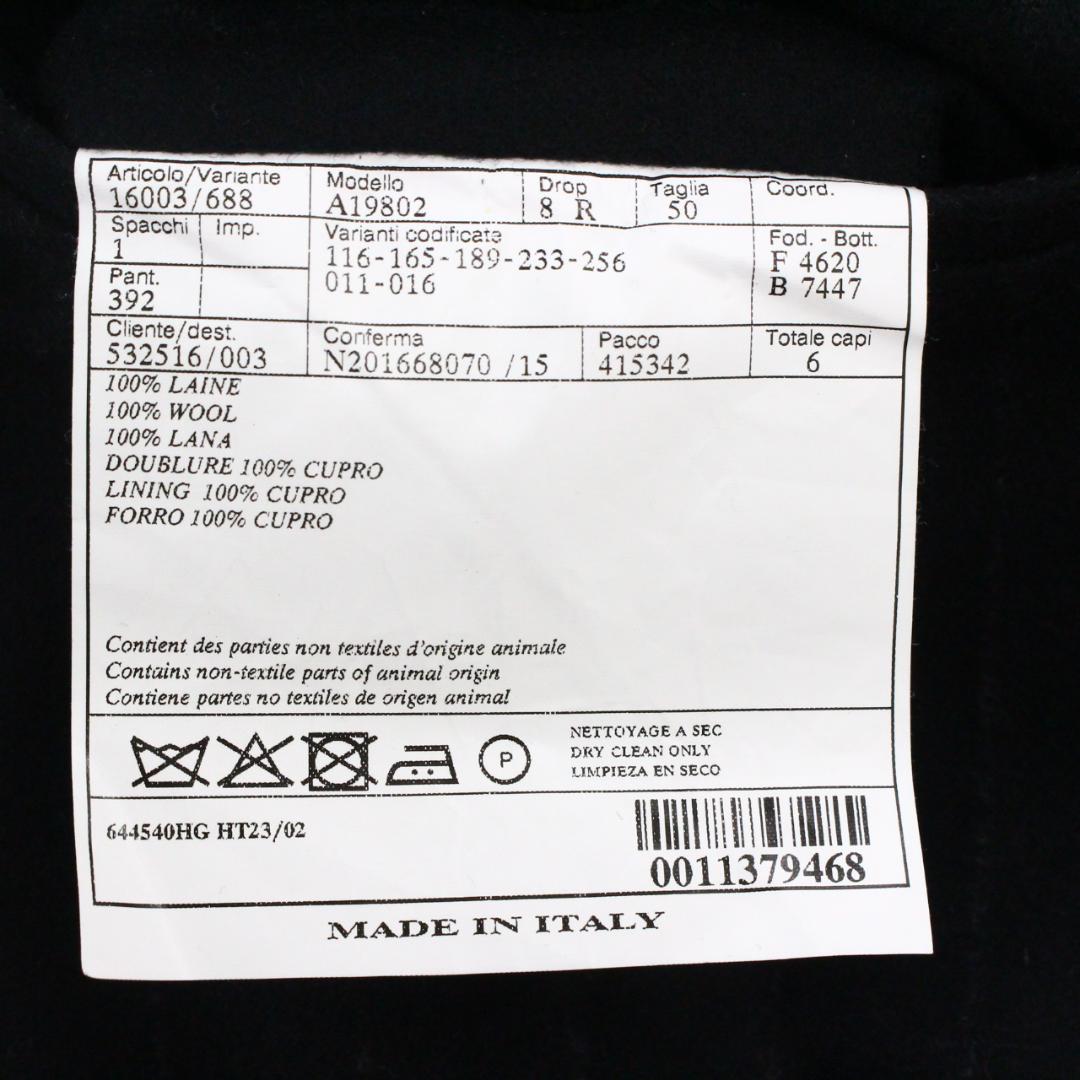 Articolo/Variante Modello Drop Taglia Coord.
16003/688 A19802 8 R 50
Spacchi Imp. Varianti codificate Fod. - Bott.
1 116-165-189-233-256 F 4620
Pant. 011-016 B 7447
392
Cliente/dest. Conferma Pacco Totale capi
532516/003 N201668070 /15 415342 6
100% LAINE
100% WOOL
100% LANA
DOUBLURE 100% CUPRO
LINING 100% CUPRO
FORRO 100% CUPRO
Contient des parties non textiles d'origine animale
Contains non-textile parts of animal origin
Contiene partes no textiles de origen animal
P
NETTOYAGE A SEC
DRY CLEAN ONLY
LIMPIEZA EN SECO
644540HG HT23/02
0011379468
MADE IN ITALY